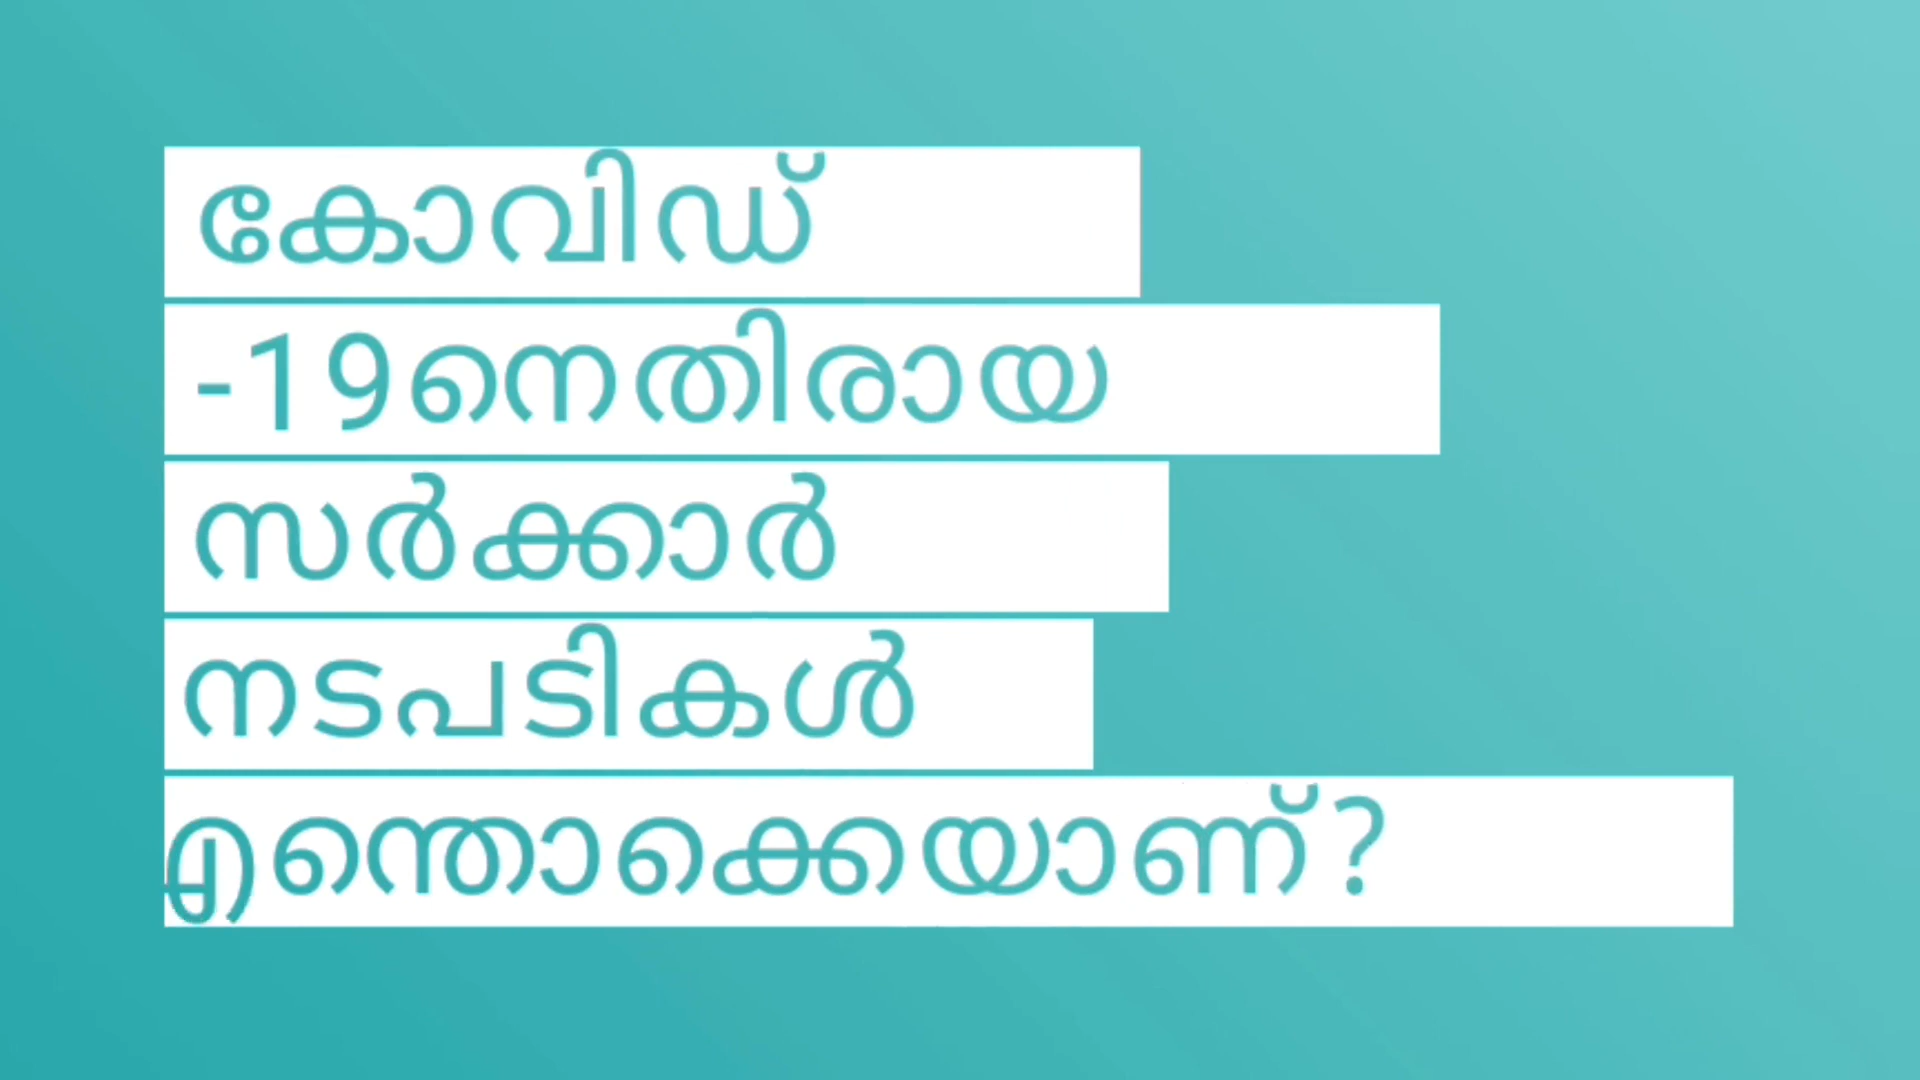 കോവിഡ്
-19നെതിരായ
സർക്കാർ
നടപടികൾ
എന്തൊക്കെയാണ്?